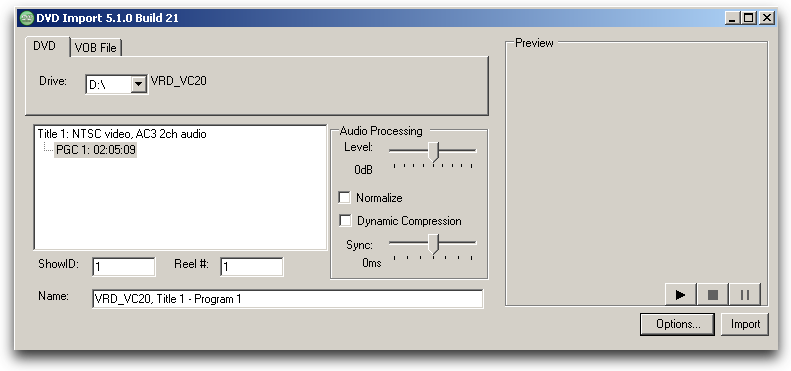 DVD Import 5.1.0 Build 21
DVD
VOB File
Drive:
D:\
VRD_VC20
Title 1: NTSC video, AC3 2ch audio
PGC 1: 02:05:09
Audio Processing
Level:
0dB
Normalize
Dynamic Compression
Sync:
0ms
ShowID:
1
Reel #:
1
Name:
VRD_VC20, Title 1 - Program 1
Preview
Options...
Import